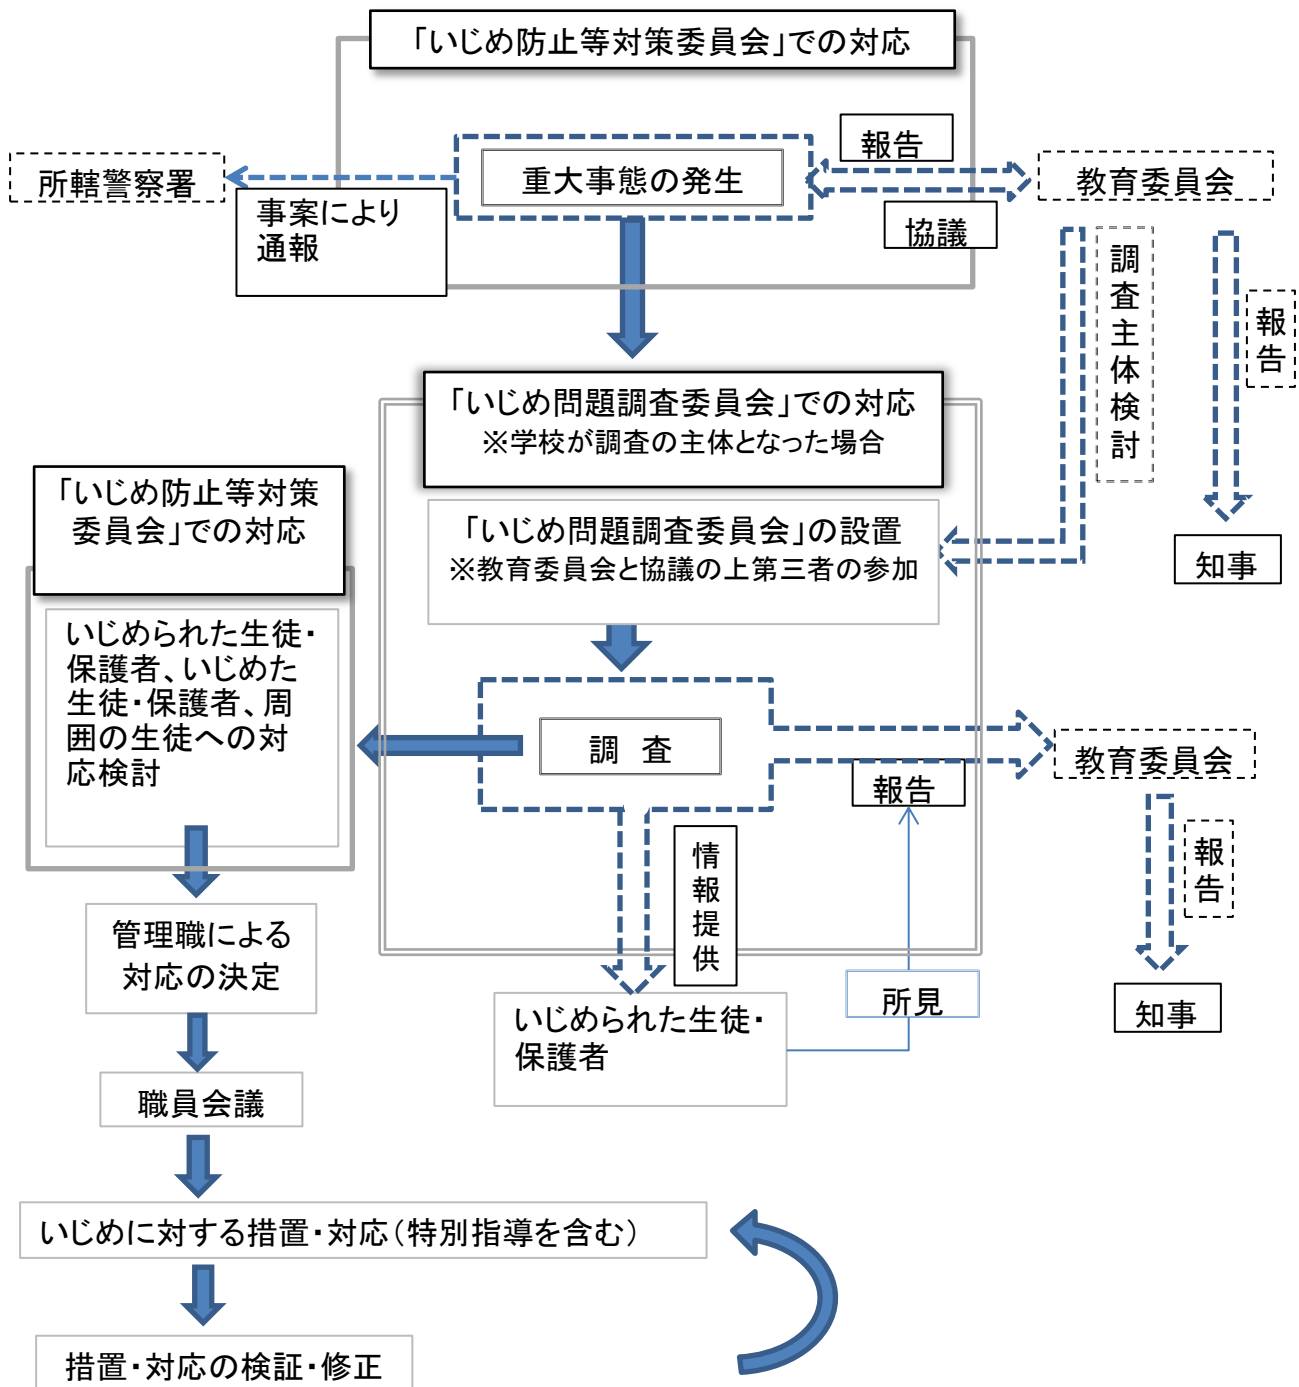 「いじめ防止等対策委員会」での対応
報告
所轄警察署
重大事態の発生
教育委員会
事案により
通報
協議
調査主体検討
報告
「いじめ問題調査委員会」での対応
※学校が調査の主体となった場合
「いじめ防止等対策
委員会」での対応
「いじめ問題調査委員会」の設置
※教育委員会と協議の上第三者の参加
知事
いじめられた生徒・
保護者、いじめた
生徒・保護者、周
囲の生徒への対
応検討
調 査
教育委員会
報告
情報提供
報告
管理職による
対応の決定
所見
知事
いじめられた生徒・
保護者
職員会議
いじめに対する措置・対応(特別指導を含む)
措置・対応の検証・修正